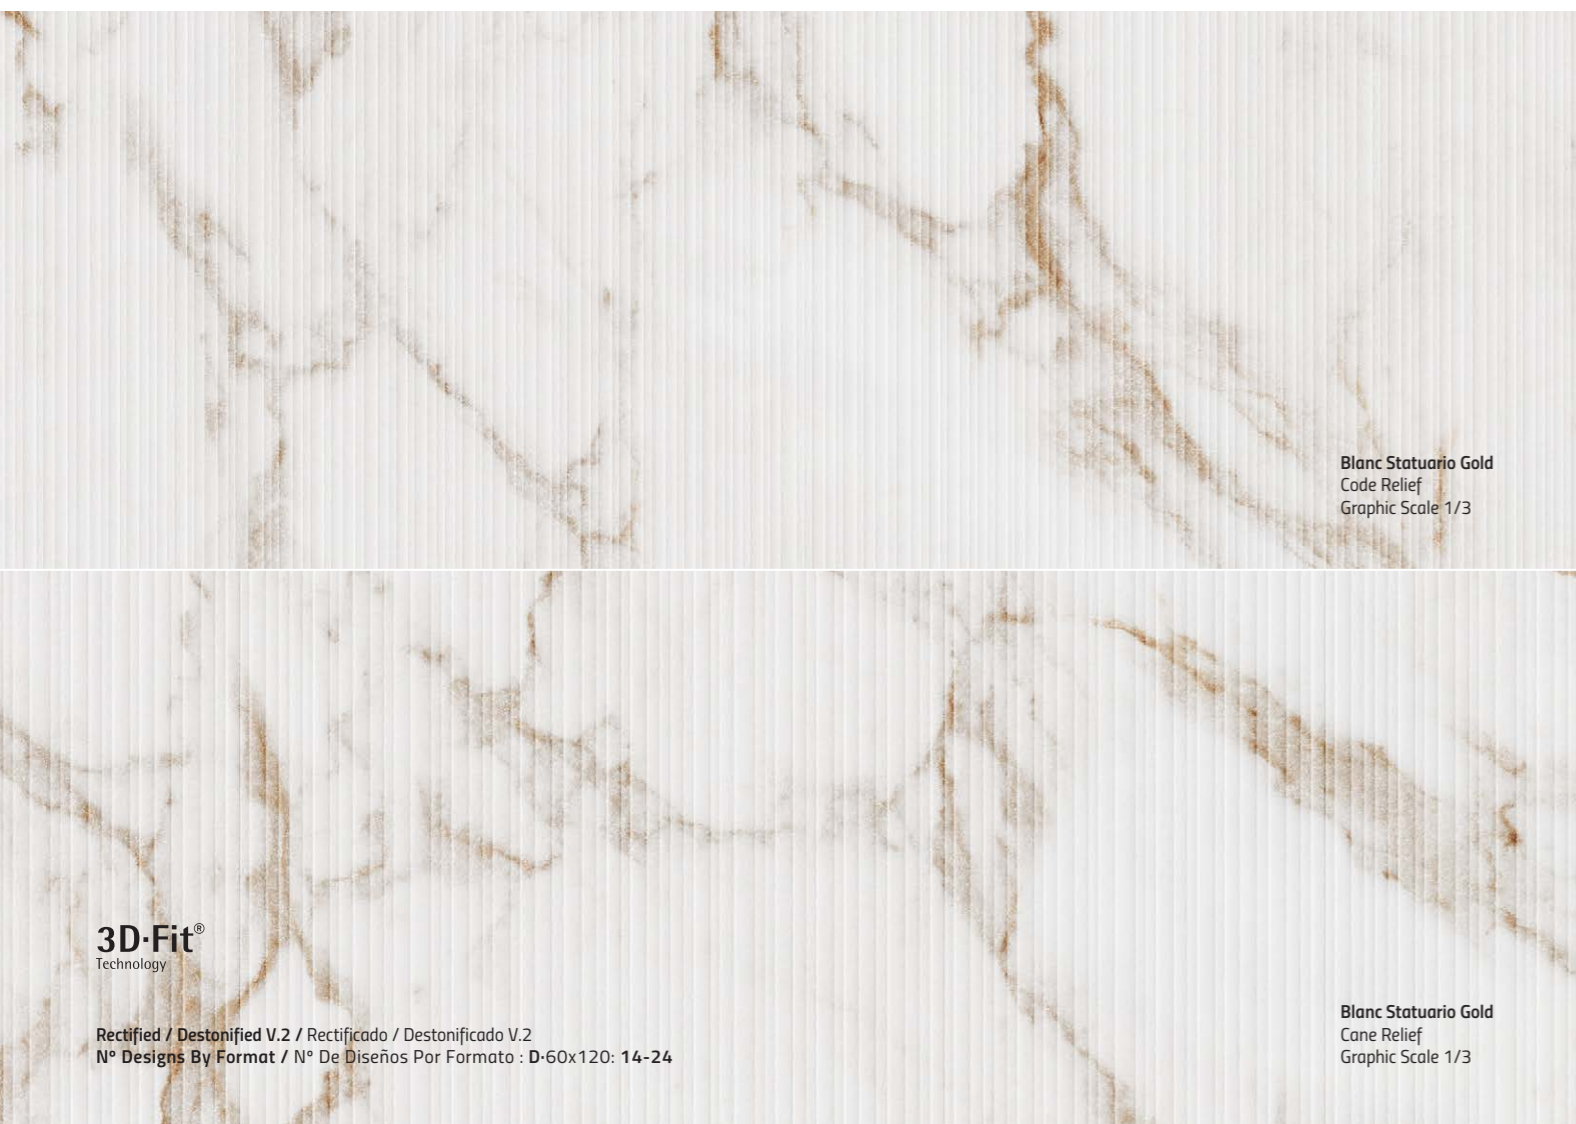 Blanc Statuario Gold
Code Relief
Graphic Scale 1/3
3D·Fit®
Technology
Rectified / Destonified V.2 / Rectificado / Destonificado V.2
Nº Designs By Format / Nº De Diseños Por Formato : D·60x120: 14-24
Blanc Statuario Gold
Cane Relief
Graphic Scale 1/3